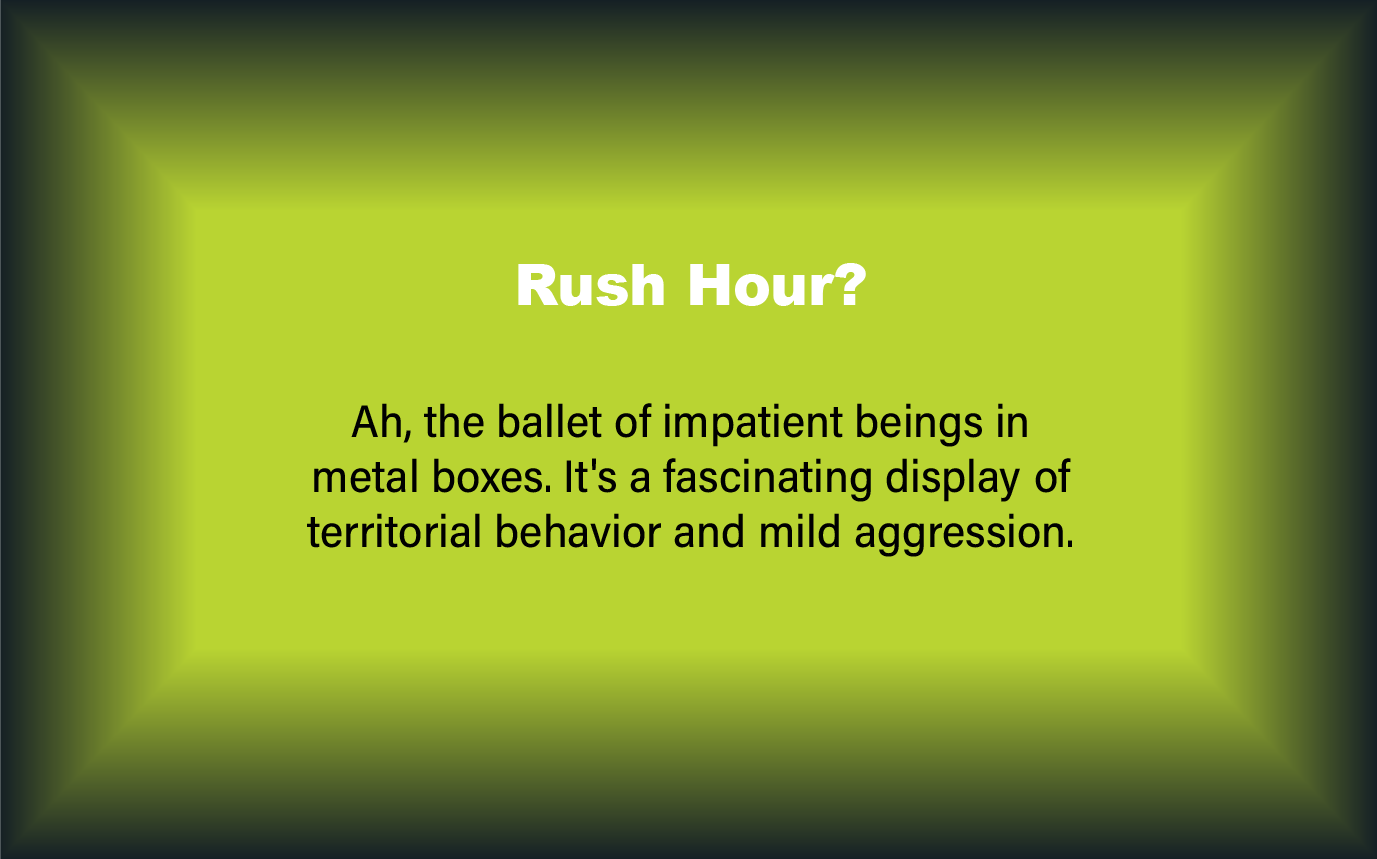 Rush Hour?
Ah, the ballet of impatient beings in
metal boxes. It's a fascinating display of
territorial behavior and mild aggression.